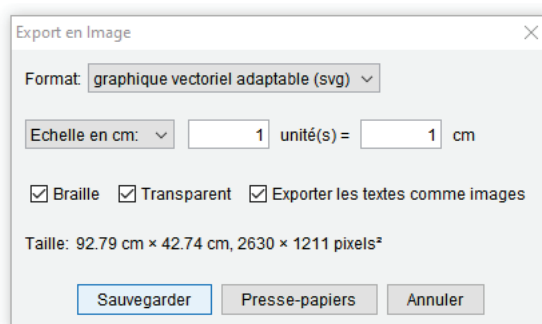 Export en Image
Format: graphique vectoriel adaptable (svg)
Echelle en cm: 1 unité(s) = 1 cm
Braille Transparent Exporter les textes comme images
Taille: 92.79 cm × 42.74 cm, 2630 × 1211 pixels²
Sauvegarder Presse-papiers Annuler